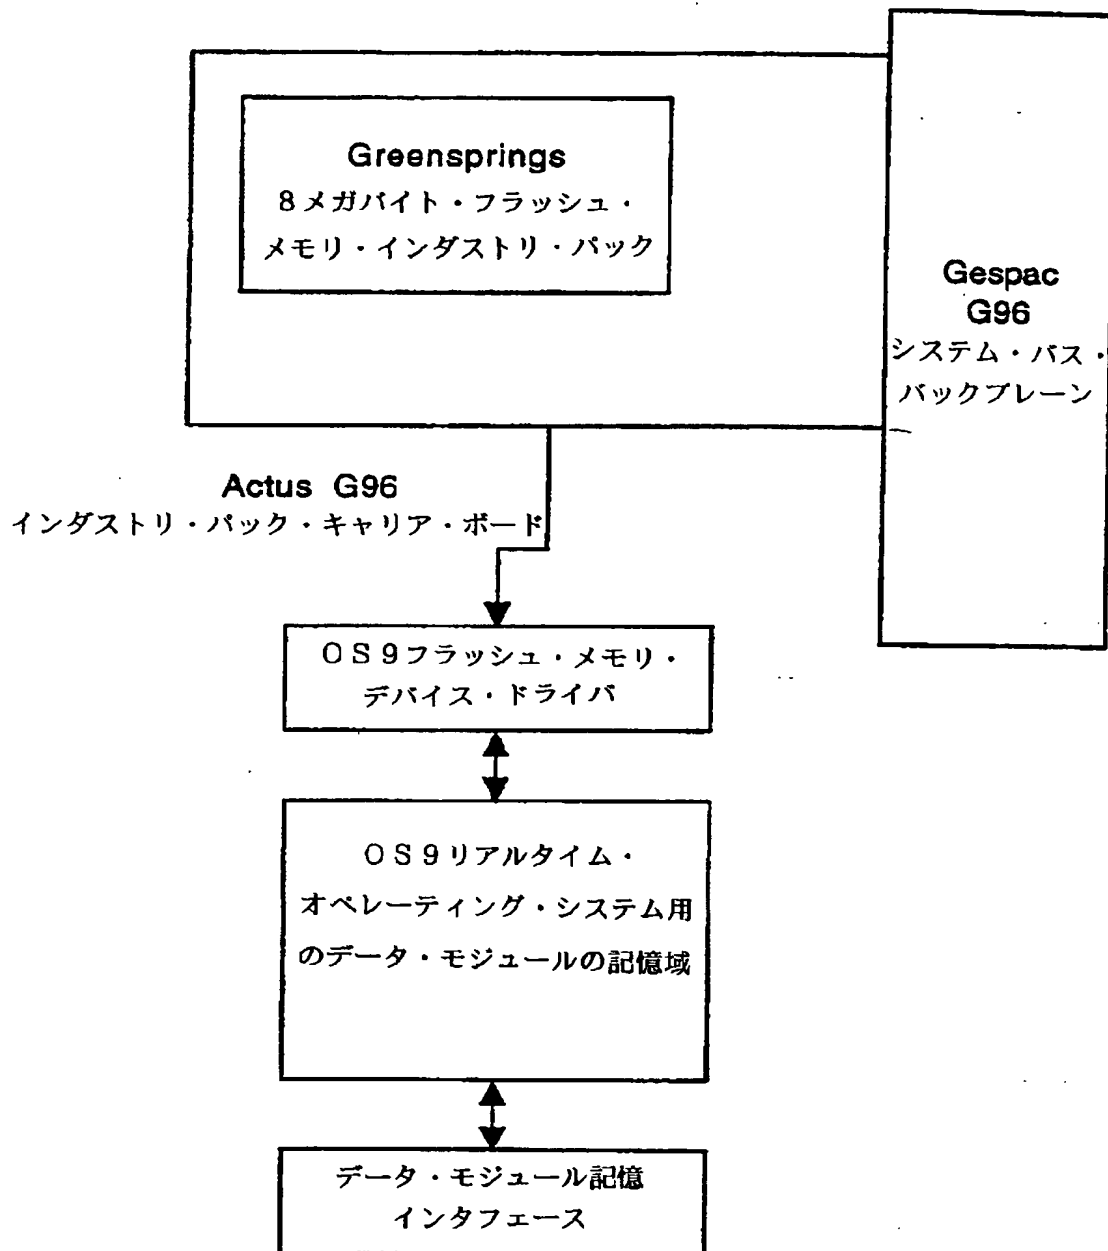 Greensprings
8メガバイト・フラッシュ・
メモリ・インダストリ・パック
Gespac
G96
システム・バス・
バックプレーン
Actus G96
インダストリ・パック・キャリア・ボード
OS9フラッシュ・メモリ・
デバイス・ドライバ
OS9リアルタイム・
オペレーティング・システム用
のデータ・モジュールの記憶域
データ・モジュール記憶
インタフェース